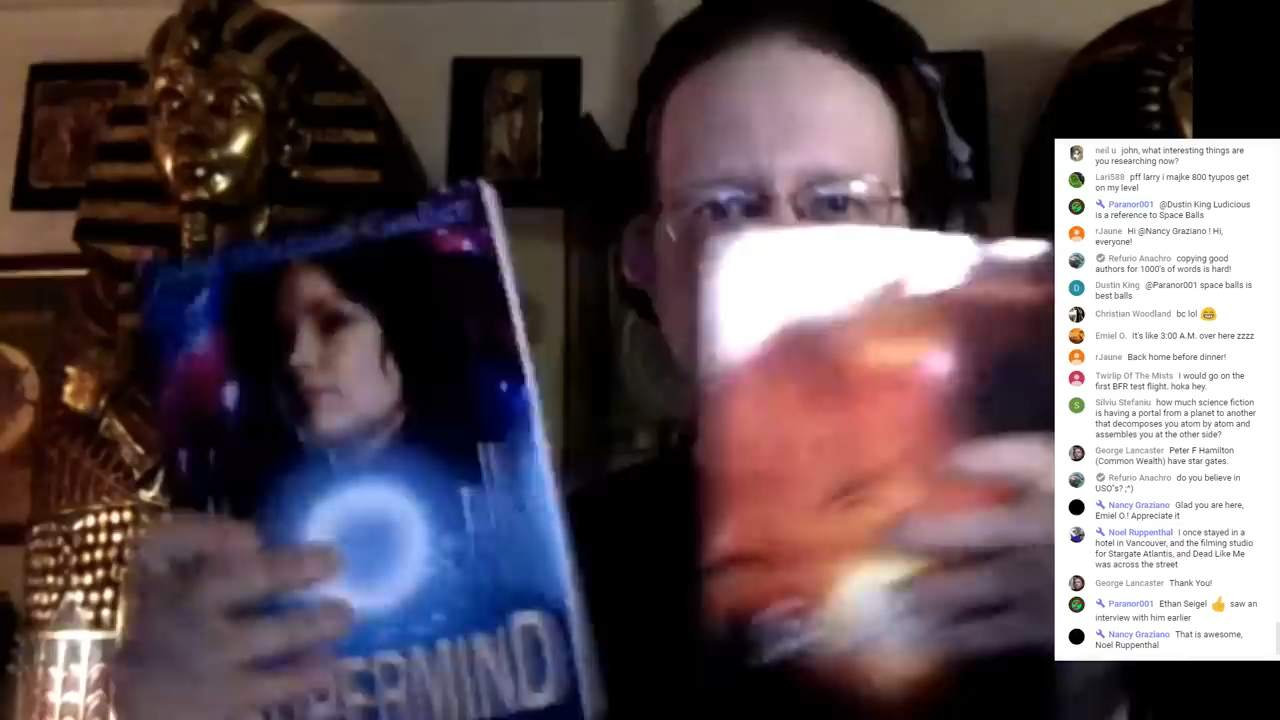 neil u john, what interesting things are
you researching now?
Lari588 pff larry i majke 800 tyupos get
on my level
Paranor001 @Dustin King Ludicious
is a reference to Space Balls
rJaune Hi @Nancy Graziano ! Hi,
everyone!
Refurio Anachro copying good
authors for 1000's of words is hard!
D Dustin King @Paranor001 space balls is
best balls
Christian Woodland bc lol 😂
Emiel O. It's like 3:00 A.M. over here zzzz
rJaune Back home before dinner!
Twirlip Of The Mists I would go on the
first BFR test flight. hoka hey.
S Silviu Stefaniu how much science fiction
is having a portal from a planet to another
that decomposes you atom by atom and
assembles you at the other side?
George Lancaster Peter F Hamilton
(Common Wealth) have star gates.
Refurio Anachro do you believe in
USO"s? ;^)
Nancy Graziano Glad you are here,
Emiel O.! Appreciate it
Noel Ruppenthal I once stayed in a
hotel in Vancouver, and the filming studio
for Stargate Atlantis, and Dead Like Me
was across the street
George Lancaster Thank You!
Paranor001 Ethan Seigel 👍 saw an
interview with him earlier
Nancy Graziano That is awesome,
Noel Ruppenthal